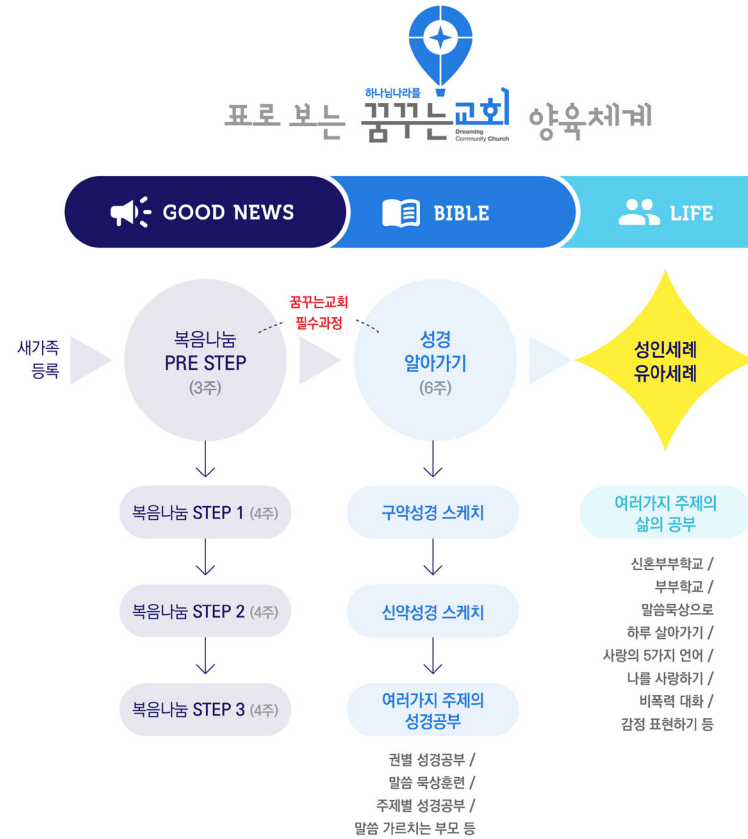 하나님나라를
표로 보는 꿈꾸는교회 양육체계
Dreaming
Community Church
GOOD NEWS
BIBLE
LIFE
새가족
등록
복음나눔
PRE STEP
(3주)
꿈꾸는교회
필수과정
성경
알아가기
(6주)
성인세례
유아세례
복음나눔 STEP 1 (4주)
복음나눔 STEP 2 (4주)
복음나눔 STEP 3 (4주)
구약성경 스케치
신약성경 스케치
여러가지 주제의
성경공부
권별 성경공부 /
말씀 묵상훈련 /
주제별 성경공부 /
말씀 가르치는 부모 등
여러가지 주제의
삶의 공부
신혼부부학교 /
부부학교 /
말씀묵상으로
하루 살아가기 /
사랑의 5가지 언어 /
나를 사랑하기 /
비폭력 대화 /
감정 표현하기 등